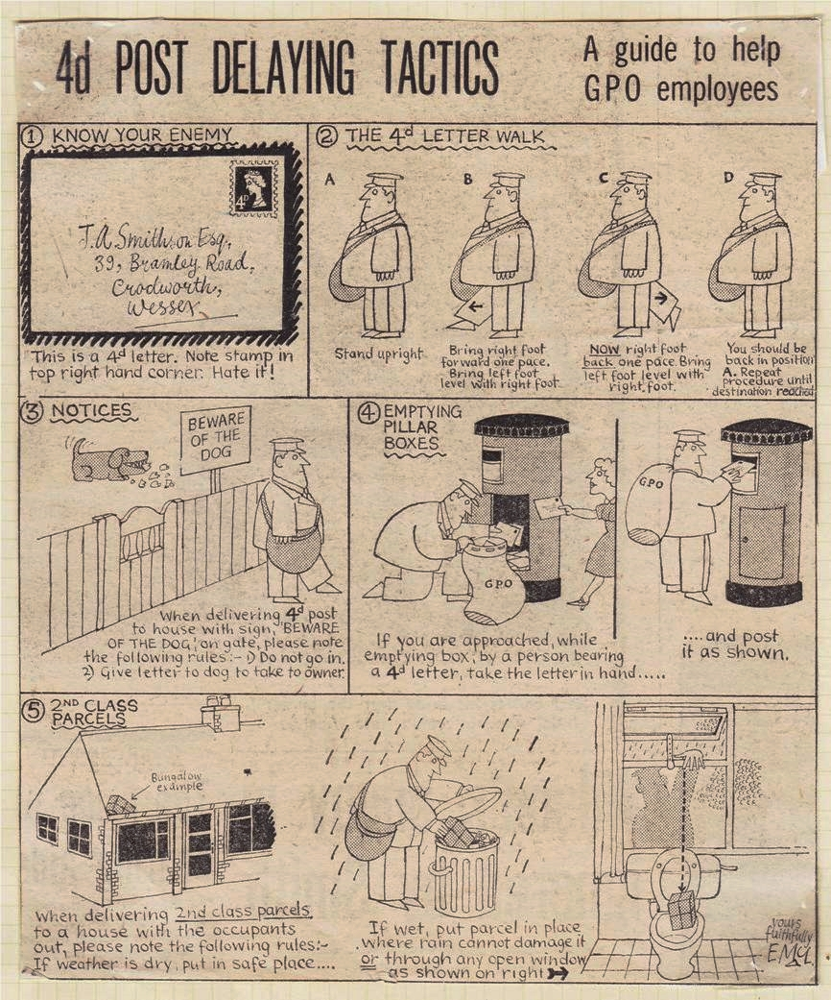 4d POST DELAYING TACTICS
A guide to help
GPO employees
① KNOW YOUR ENEMY
4D
J.A. Smithson Esq.,
39, Bramley Road,
Crodworth,
Wessex
This is a 4d letter. Note stamp in
top right hand corner. Hate it!
② THE 4d LETTER WALK
A
B
C
D
Stand upright.
Bring right foot
forward one pace.
Bring left foot
level with right foot
NOW right foot
back one pace. Bring
left foot level with
right foot.
You should be
back in position
A. Repeat
procedure until
destination reached.
③ NOTICES
BEWARE
OF THE
DOG
When delivering 4d post
to house with sign, 'BEWARE
OF THE DOG,' on gate, please note
the following rules:- 1) Do not go in.
2) Give letter to dog to take to owner.
④ EMPTYING
PILLAR
BOXES
GPO
If you are approached, while
emptying box, by a person bearing
a 4d letter, take the letter in hand.....
GPO
....and post
it as shown.
⑤ 2ND CLASS
PARCELS
Bungalow
example
When delivering 2nd class parcels
to a house with the occupants
out, please note the following rules:-
If weather is dry, put in safe place....
If wet, put parcel in place
where rain cannot damage it
or through any open window
as shown on right
yours
faithfully